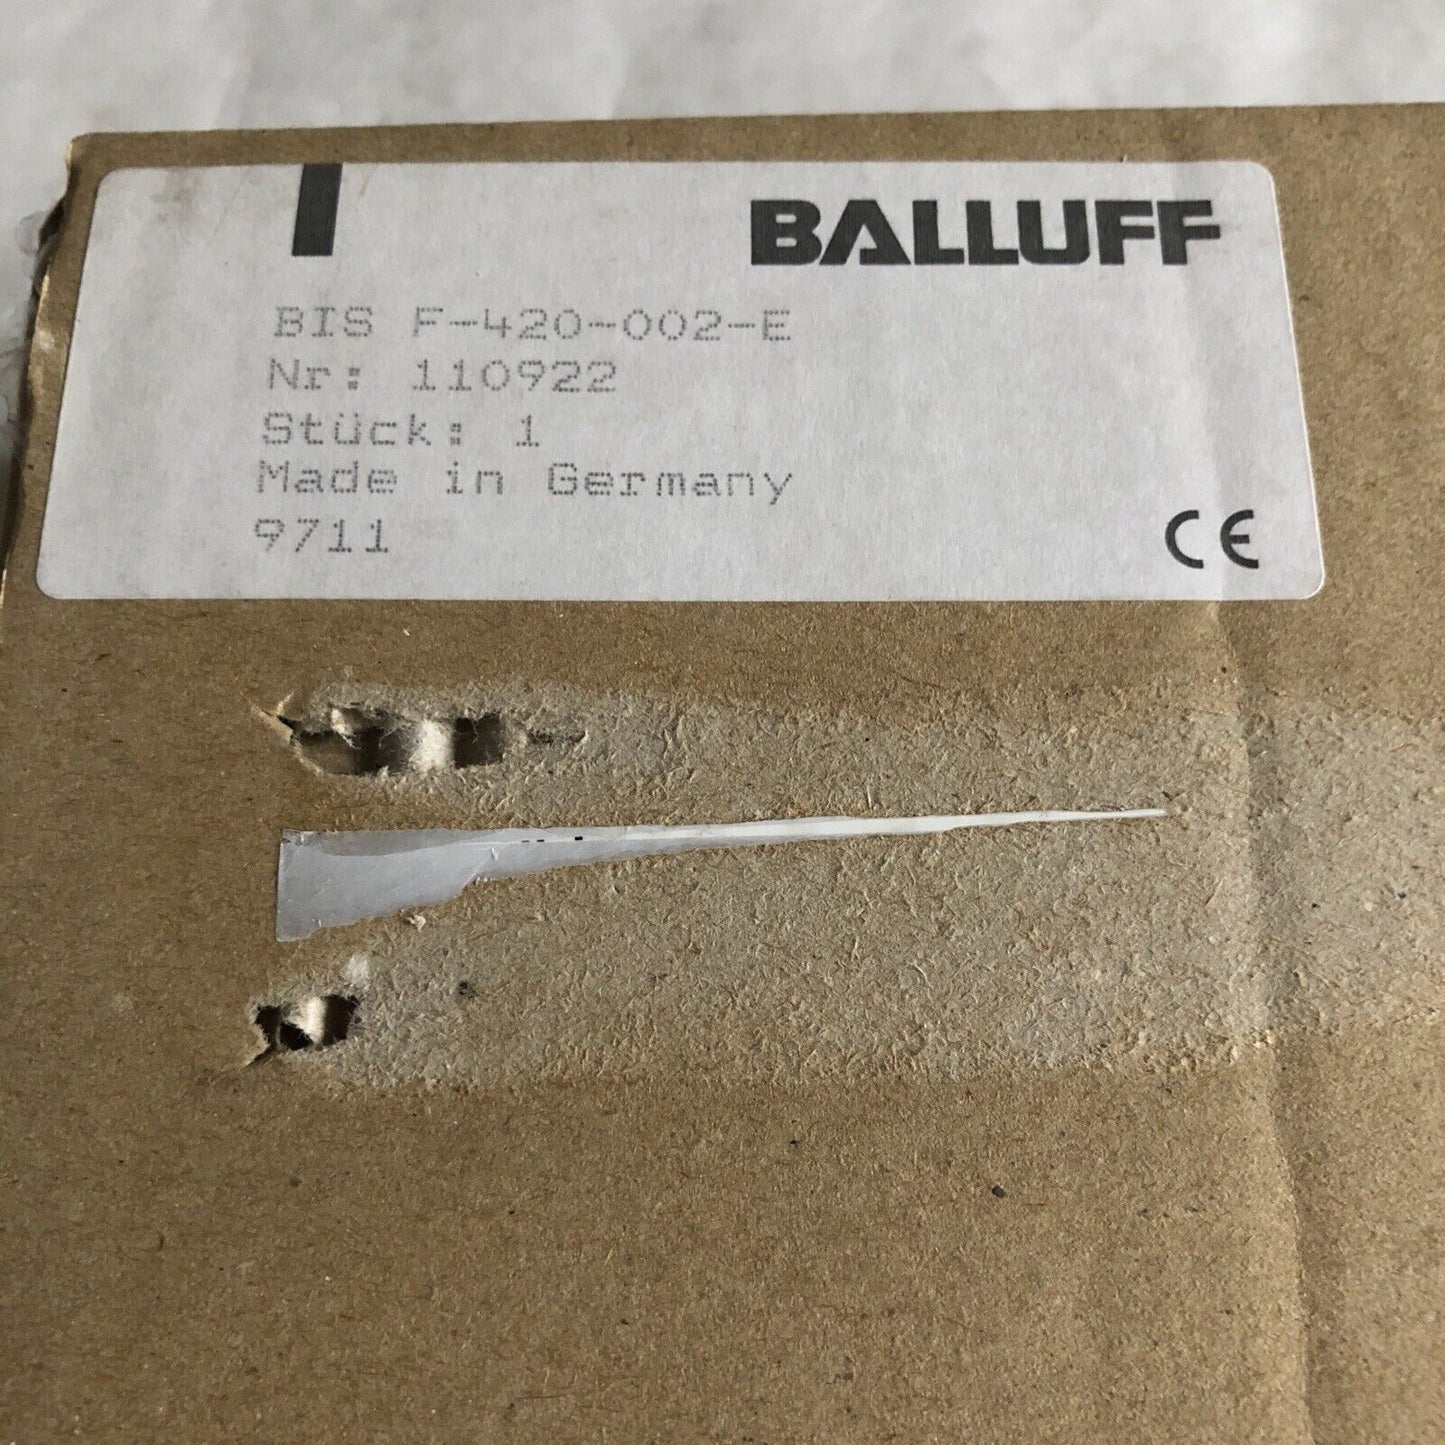 BALLUFF
BIS F-420-002-E
Nr: 110922
Stück: 1
Made in Germany
9711
CE